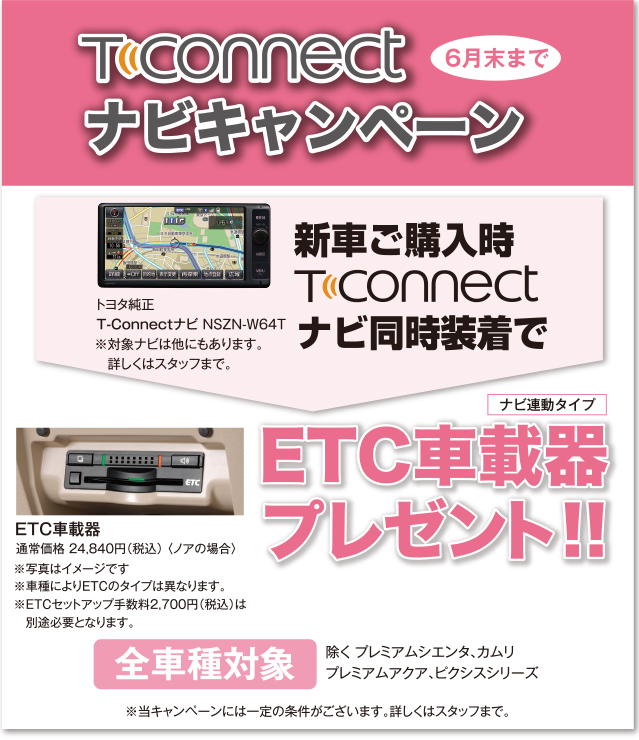 T-Connect
6月末まで
ナビキャンペーン
新車ご購入時
T-Connect
ナビ同時装着で
トヨタ純正
T-Connectナビ NSZN-W64T
※対象ナビは他にもあります。
詳しくはスタッフまで。
ナビ連動タイプ
ETC車載器
プレゼント!!
ETC
ETC車載器
通常価格 24,840円(税込)〈ノアの場合〉
※写真はイメージです
※車種によりETCのタイプは異なります。
※ETCセットアップ手数料2,700円(税込)は
別途必要となります。
全車種対象
除く プレミアムシエンタ、カムリ
プレミアムアクア、ピクシスシリーズ
※当キャンペーンには一定の条件がございます。詳しくはスタッフまで。